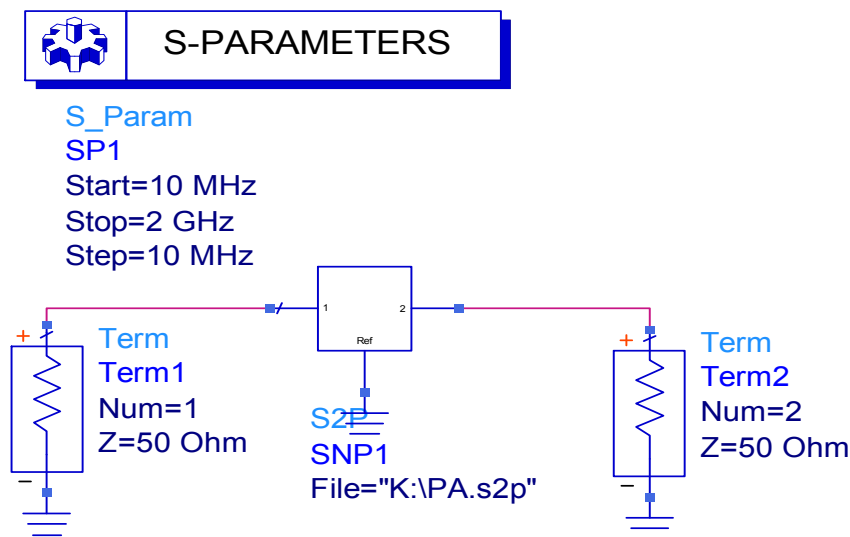 S-PARAMETERS
S_Param
SP1
Start=10 MHz
Stop=2 GHz
Step=10 MHz
1
2
Ref
+
Term
Term1
Num=1
Z=50 Ohm
−
S2P
SNP1
File="K:\PA.s2p"
+
Term
Term2
Num=2
Z=50 Ohm
−